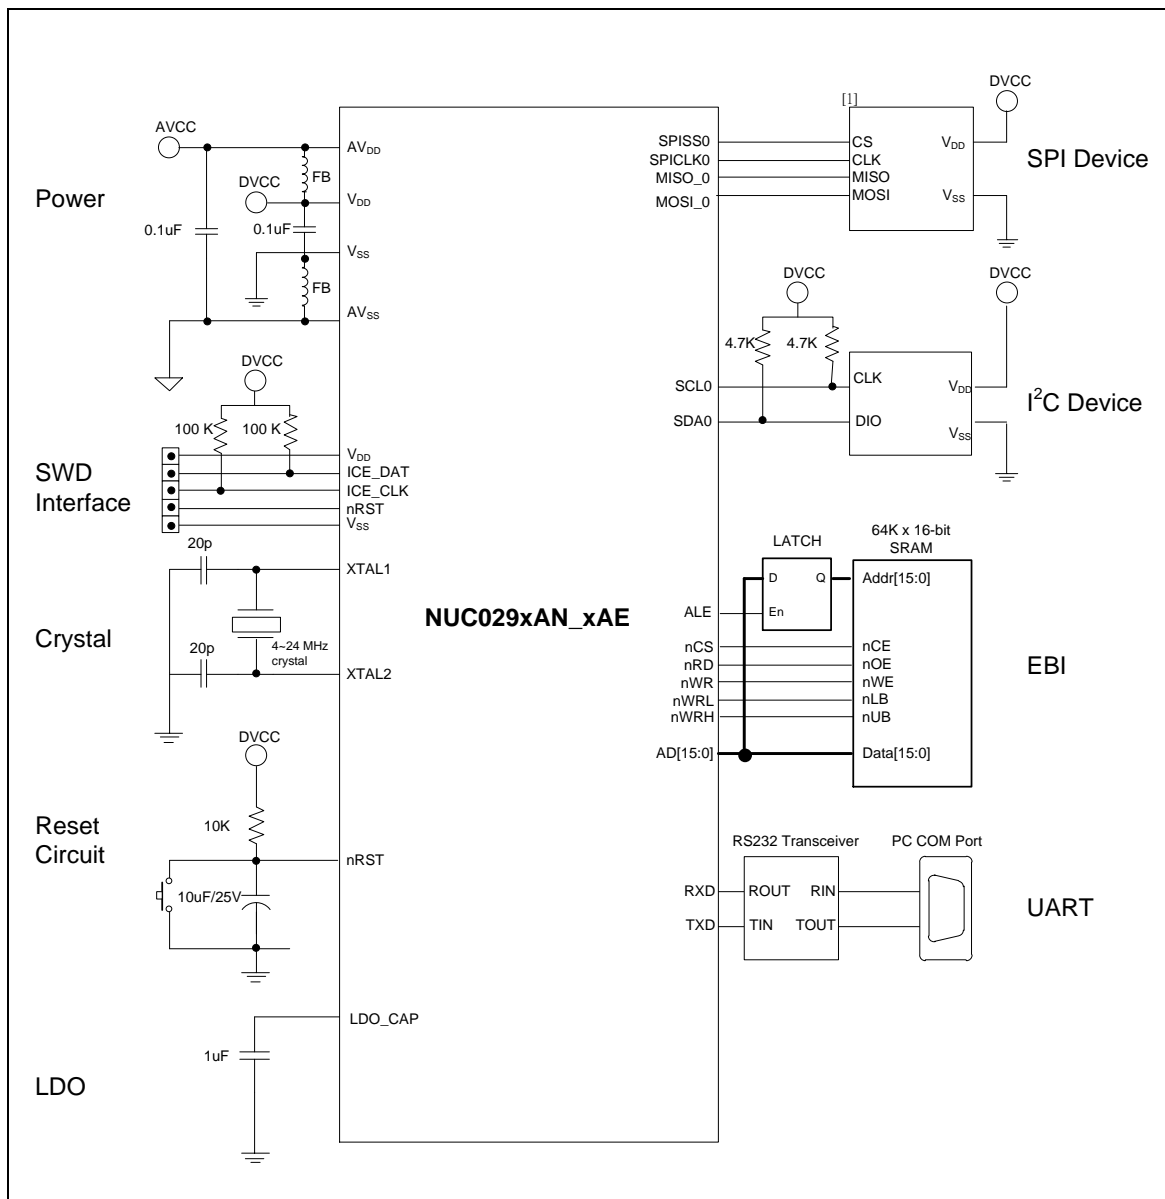 Power
AVCC
AVDD
FB
DVCC
VDD
0.1uF
0.1uF
VSS
FB
AVSS
SWD
Interface
DVCC
100 K
100 K
VDD
ICE_DAT
ICE_CLK
nRST
VSS
Crystal
20p
XTAL1
4~24 MHz
crystal
20p
XTAL2
Reset
Circuit
DVCC
10K
nRST
10uF/25V
LDO
LDO_CAP
1uF
NUC029xAN_xAE
[1]
DVCC
SPISS0
CS
VDD
SPICLK0
CLK
MISO_0
MISO
MOSI_0
MOSI
VSS
SPI Device
DVCC
DVCC
4.7K
4.7K
SCL0
CLK
VDD
SDA0
DIO
VSS
I2C Device
LATCH
64K x 16-bit
SRAM
D
Q
Addr[15:0]
ALE
En
nCS
nCE
nRD
nOE
nWR
nWE
nWRL
nLB
nWRH
nUB
AD[15:0]
Data[15:0]
EBI
RS232 Transceiver
PC COM Port
RXD
ROUT
RIN
TXD
TIN
TOUT
UART